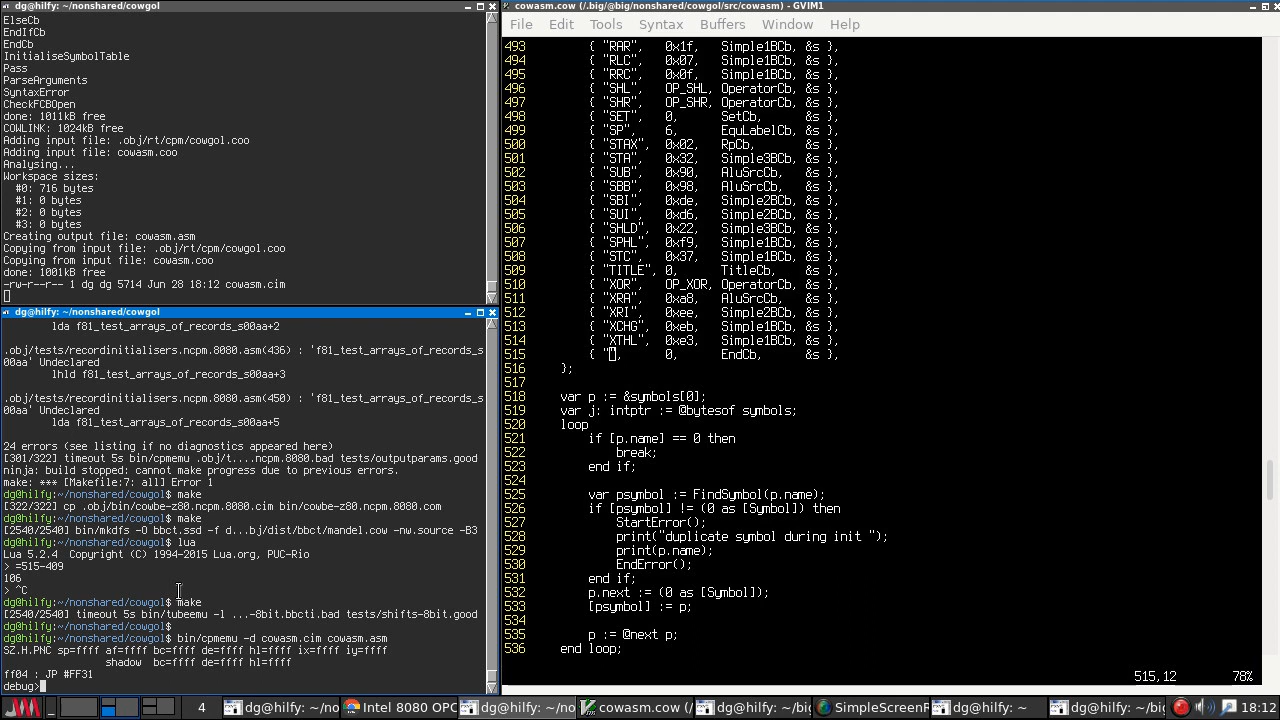 dg@hilfy: ~/nonshared/cowgol
ElseCb
EndIfCb
EndCb
InitialiseSymbolTable
Pass
ParseArguments
SyntaxError
CheckFCBOpen
done: 1011kB free
COWLINK: 1024kB free
Adding input file: .obj/rt/cpm/cowgol.coo
Adding input file: cowasm.coo
Analysing...
Workspace sizes:
  #0: 716 bytes
  #1: 0 bytes
  #2: 0 bytes
  #3: 0 bytes
Creating output file: cowasm.asm
Copying from input file: .obj/rt/cpm/cowgol.coo
Copying from input file: cowasm.coo
done: 1001kB free
-rw-r--r-- 1 dg dg 5714 Jun 28 18:12 cowasm.cim
dg@hilfy: ~/nonshared/cowgol
        lda f81_test_arrays_of_records_s00aa+2
.obj/tests/recordinitialisers.ncpm.8080.asm(436) : 'f81_test_arrays_of_records_s
00aa' Undeclared
        lhld f81_test_arrays_of_records_s00aa+3
.obj/tests/recordinitialisers.ncpm.8080.asm(450) : 'f81_test_arrays_of_records_s
00aa' Undeclared
        lda f81_test_arrays_of_records_s00aa+5
24 errors (see listing if no diagnostics appeared here)
[301/322] timeout 5s bin/cpmemu .obj/t....ncpm.8080.bad tests/outputparams.good
ninja: build stopped: cannot make progress due to previous errors.
make: *** [Makefile:7: all] Error 1
dg@hilfy:~/nonshared/cowgol$ make
[322/322] cp .obj/bin/cowbe-z80.ncpm.8080.cim bin/cowbe-z80.ncpm.8080.com
dg@hilfy:~/nonshared/cowgol$ make
[2540/2540] bin/mkdfs -O bbct.ssd -f d...bj/dist/bbct/mandel.cow -nw.source -B3
dg@hilfy:~/nonshared/cowgol$ lua
Lua 5.2.4  Copyright (C) 1994-2015 Lua.org, PUC-Rio
> =515-409
106
> ^C
dg@hilfy:~/nonshared/cowgol$ make
[2540/2540] timeout 5s bin/tubeemu -l ...-8bit.bbcti.bad tests/shifts-8bit.good
dg@hilfy:~/nonshared/cowgol$
dg@hilfy:~/nonshared/cowgol$ bin/cpmemu -d cowasm.cim cowasm.asm
SZ.H.PNC sp=ffff af=ffff bc=ffff de=ffff hl=ffff ix=ffff iy=ffff
                 shadow  bc=ffff de=ffff hl=ffff
ff04 : JP #FF31
debug>
cowasm.cow (/.big/@big/nonshared/cowgol/src/cowasm) - GVIM1
File Edit Tools Syntax Buffers Window Help
493         { "RAR",   0x1f,   Simple1BCb, &s },
494         { "RLC",   0x07,   Simple1BCb, &s },
495         { "RRC",   0x0f,   Simple1BCb, &s },
496         { "SHL",   OP_SHL, OperatorCb, &s },
497         { "SHR",   OP_SHR, OperatorCb, &s },
498         { "SET",   0,      SetCb,      &s },
499         { "SP",    6,      EquLabelCb, &s },
500         { "STAX",  0x02,   RpCb,       &s },
501         { "STA",   0x32,   Simple3BCb, &s },
502         { "SUB",   0x90,   AluSrcCb,   &s },
503         { "SBB",   0x98,   AluSrcCb,   &s },
504         { "SBI",   0xde,   Simple2BCb, &s },
505         { "SUI",   0xd6,   Simple2BCb, &s },
506         { "SHLD",  0x22,   Simple3BCb, &s },
507         { "SPHL",  0xf9,   Simple1BCb, &s },
508         { "STC",   0x37,   Simple1BCb, &s },
509         { "TITLE", 0,      TitleCb,    &s },
510         { "XOR",   OP_XOR, OperatorCb, &s },
511         { "XRA",   0xa8,   AluSrcCb,   &s },
512         { "XRI",   0xee,   Simple2BCb, &s },
513         { "XCHG",  0xeb,   Simple1BCb, &s },
514         { "XTHL",  0xe3,   Simple1BCb, &s },
515         { "",      0,      EndCb,      &s },
516     };
517
518     var p := &symbols[0];
519     var j: intptr := @bytesof symbols;
520     loop
521         if [p.name] == 0 then
522             break;
523         end if;
524
525         var psymbol := FindSymbol(p.name);
526         if [psymbol] != (0 as [Symbol]) then
527             StartError();
528             print("duplicate symbol during init ");
529             print(p.name);
530             EndError();
531         end if;
532         p.next := (0 as [Symbol]);
533         [psymbol] := p;
534
535         p := @next p;
536     end loop;
515,12 78%
4 dg@hilfy: ~/no Intel 8080 OPC dg@hilfy: ~/no cowasm.cow ( dg@hilfy: ~/big SimpleScreenR dg@hilfy: ~ dg@hilfy: ~/big 18:12